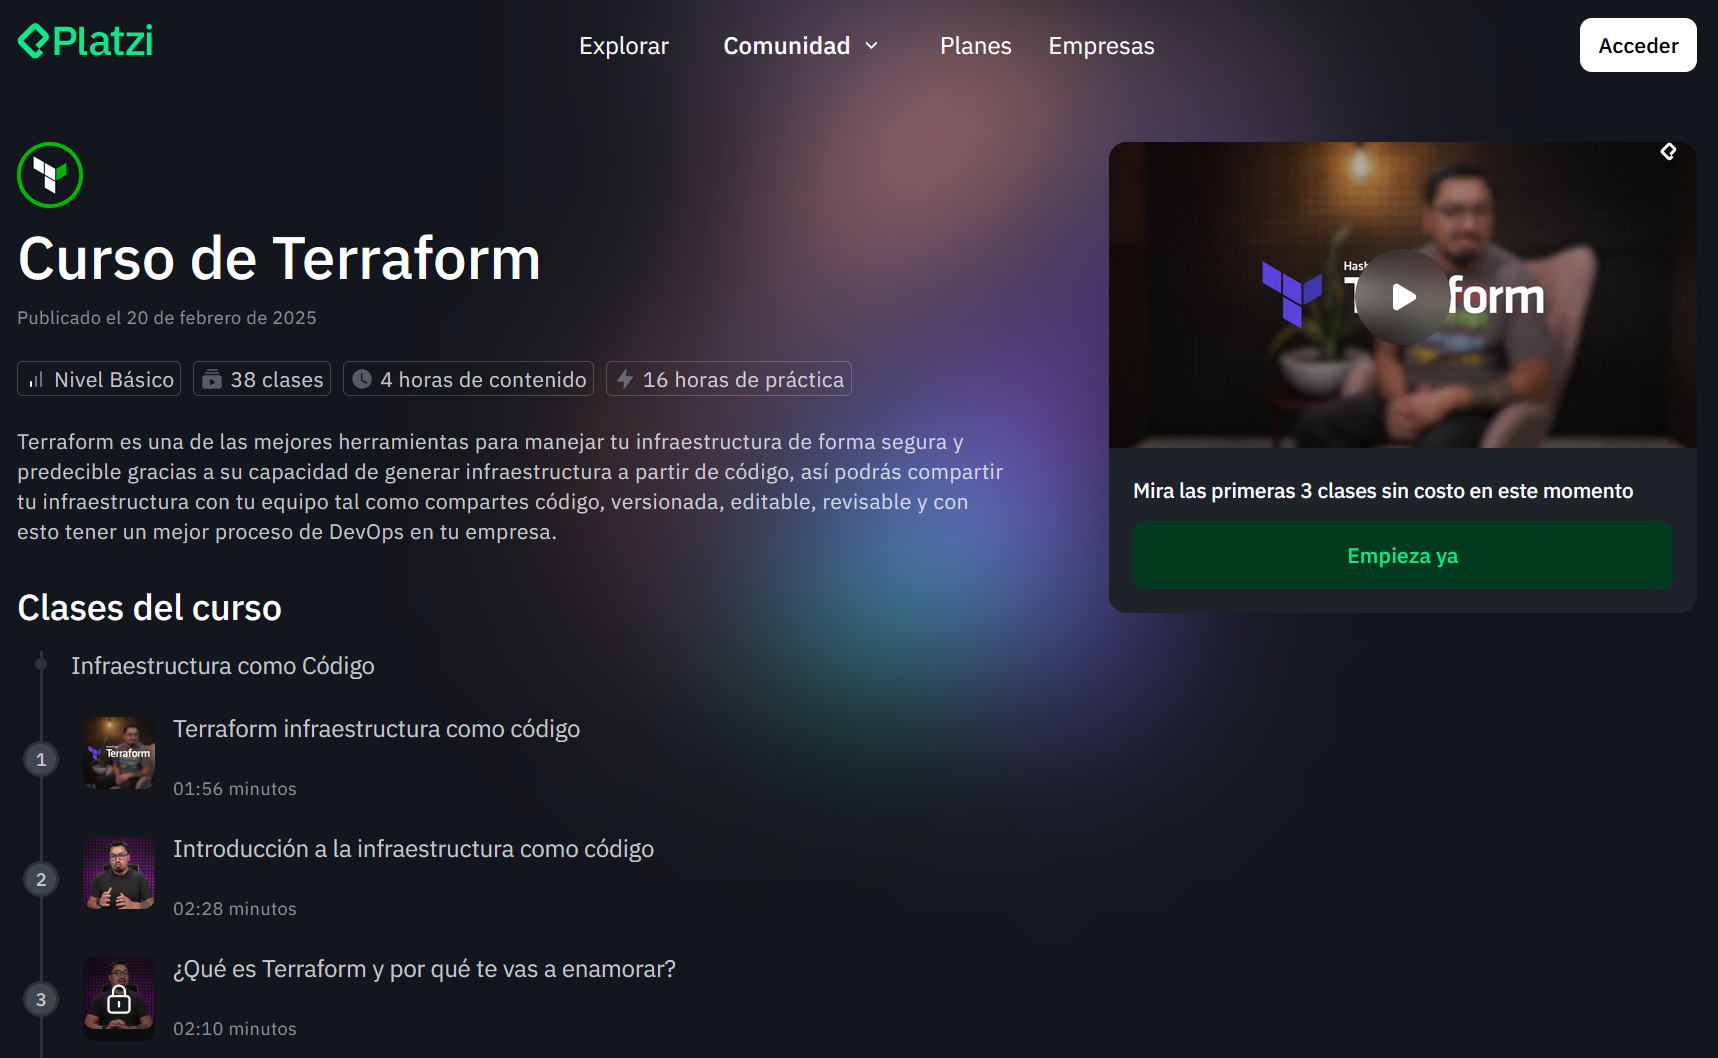 Platzi
Explorar
Comunidad
Planes
Empresas
Acceder
Curso de Terraform
Publicado el 20 de febrero de 2025
Nivel Básico
38 clases
4 horas de contenido
16 horas de práctica
Terraform es una de las mejores herramientas para manejar tu infraestructura de forma segura y
predecible gracias a su capacidad de generar infraestructura a partir de código, así podrás compartir
tu infraestructura con tu equipo tal como compartes código, versionada, editable, revisable y con
esto tener un mejor proceso de DevOps en tu empresa.
Mira las primeras 3 clases sin costo en este momento
Empieza ya
Clases del curso
Infraestructura como Código
1
Terraform
Terraform infraestructura como código
01:56 minutos
2
Introducción a la infraestructura como código
02:28 minutos
3
¿Qué es Terraform y por qué te vas a enamorar?
02:10 minutos